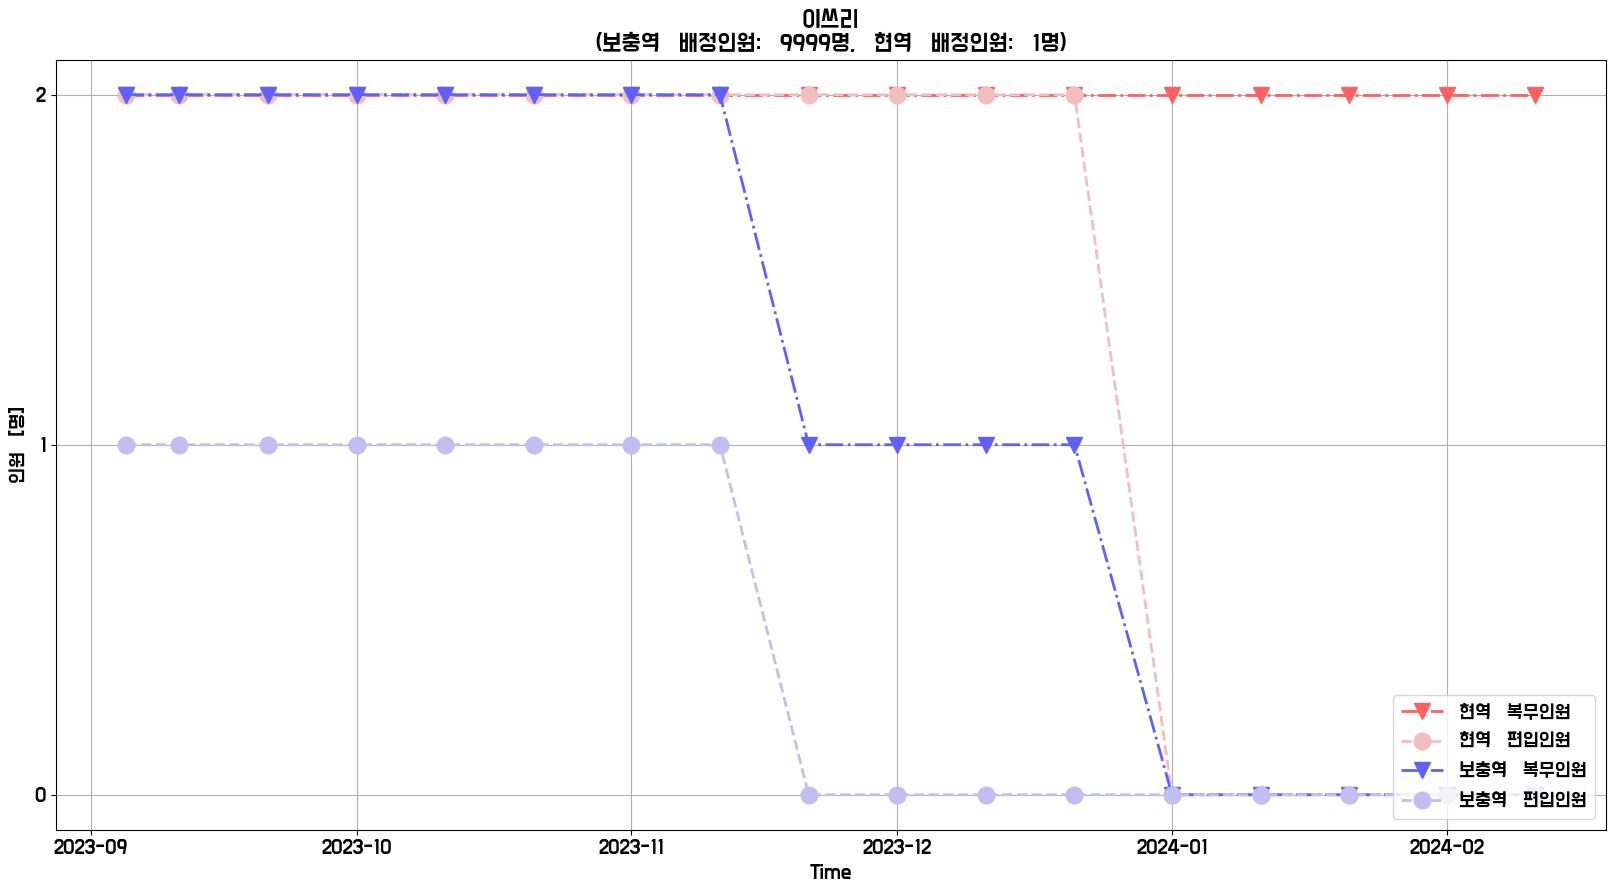 이쓰리
(보충역 배정인원: 9999명, 현역 배정인원: 1명)
인원 [명]
2
1
0
현역 복무인원
현역 편입인원
보충역 복무인원
보충역 편입인원
2023-09 2023-10 2023-11 2023-12 2024-01 2024-02
Time